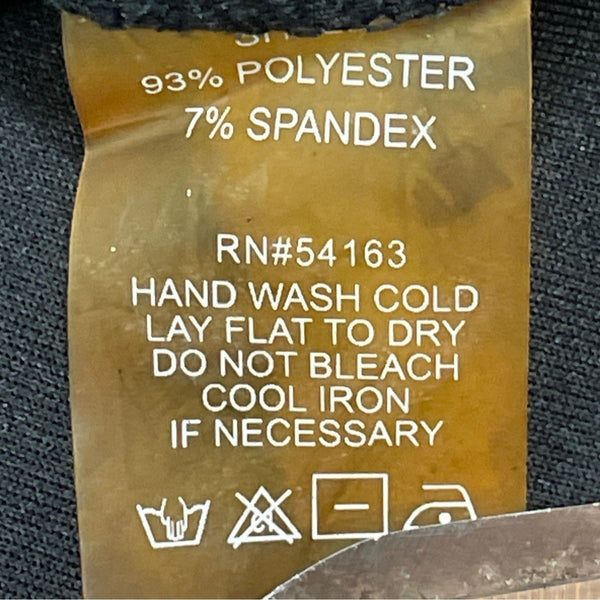 93% POLYESTER
7% SPANDEX
RN#54163
HAND WASH COLD
LAY FLAT TO DRY
DO NOT BLEACH
COOL IRON
IF NECESSARY